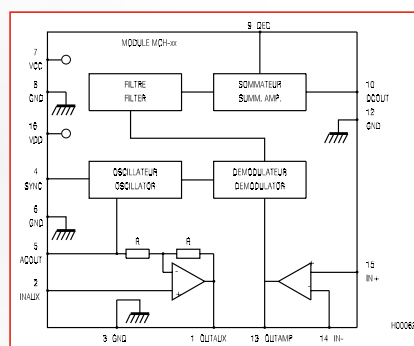 9 DEC
MODULE MCH-xx
7
VCC
8
GND
16
VDD
4
SYNC
6
GND
5
ACOUT
2
INAUX
FILTRE
FILTER
SOMMATEUR
SUMM. AMP.
10
DCOUT
12
GND
OSCILLATEUR
OSCILLATOR
DEMODULATEUR
DEMODULATOR
R
R
-
+
+
-
15
IN+
3 GND
1 OUTAUX
13 OUTAMP
14 IN-